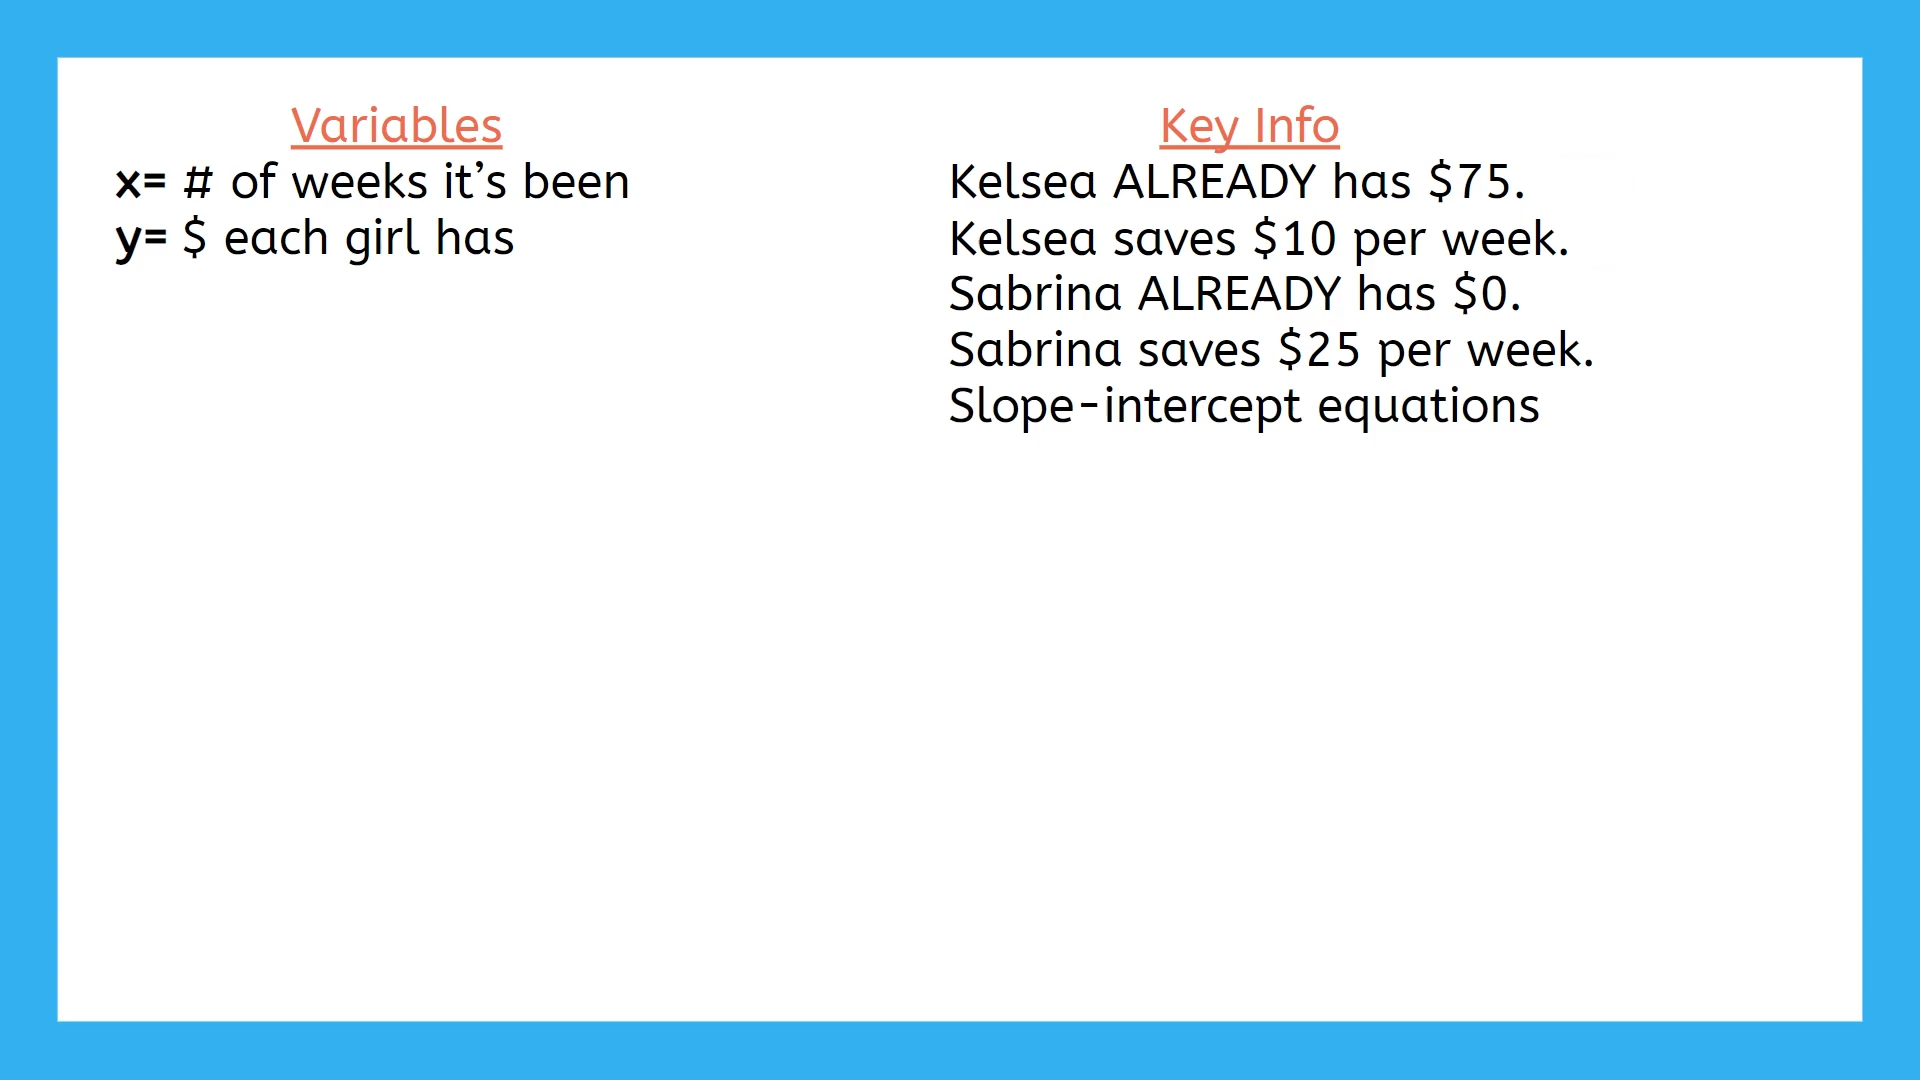 Variables
x= # of weeks it’s been
y= $ each girl has
Key Info
Kelsea ALREADY has $75.
Kelsea saves $10 per week.
Sabrina ALREADY has $0.
Sabrina saves $25 per week.
Slope-intercept equations